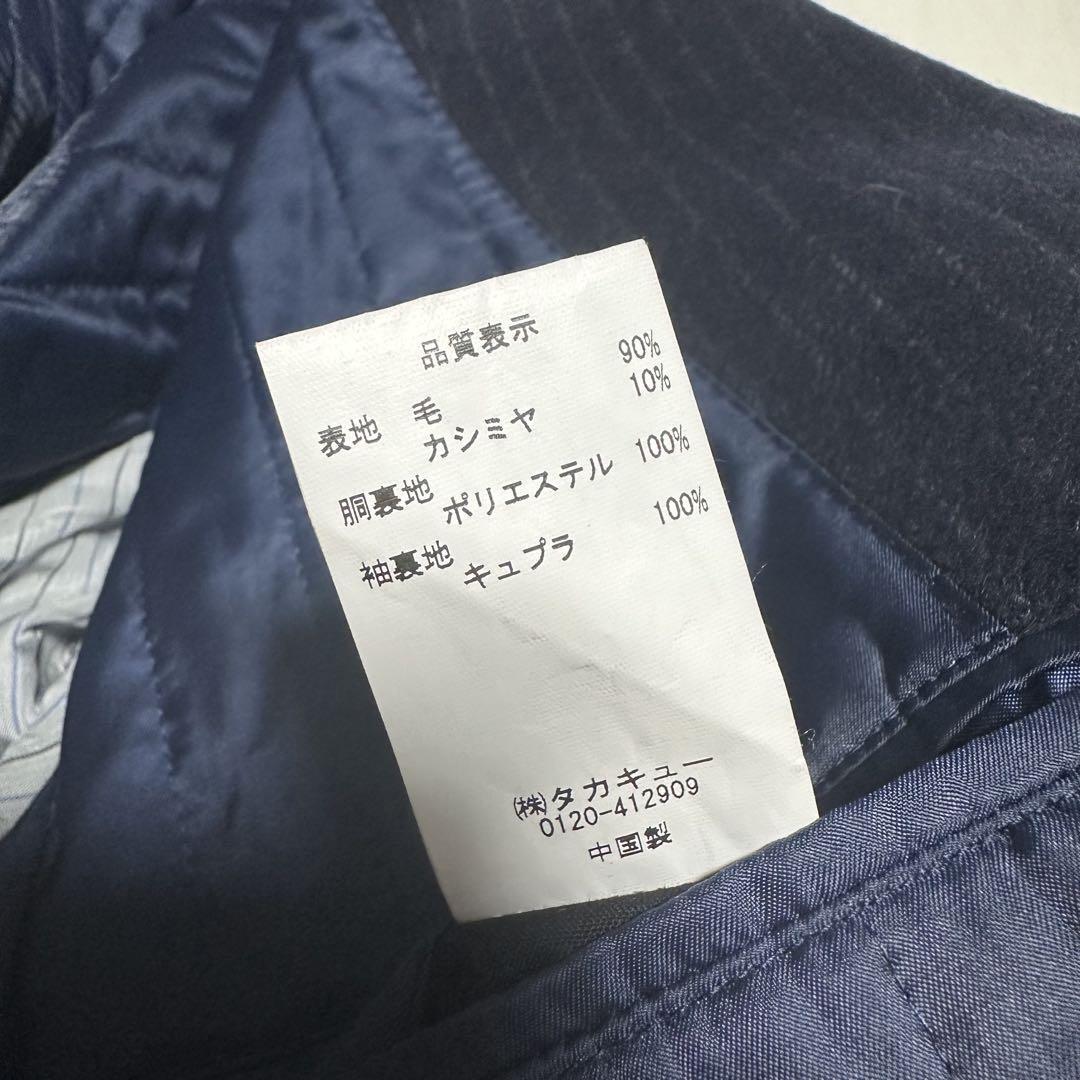 品質表示
表地 毛 90%
カシミヤ 10%
胴裏地 ポリエステル 100%
袖裏地 キュプラ 100%
㈱タカキュー
0120-412909
中国製